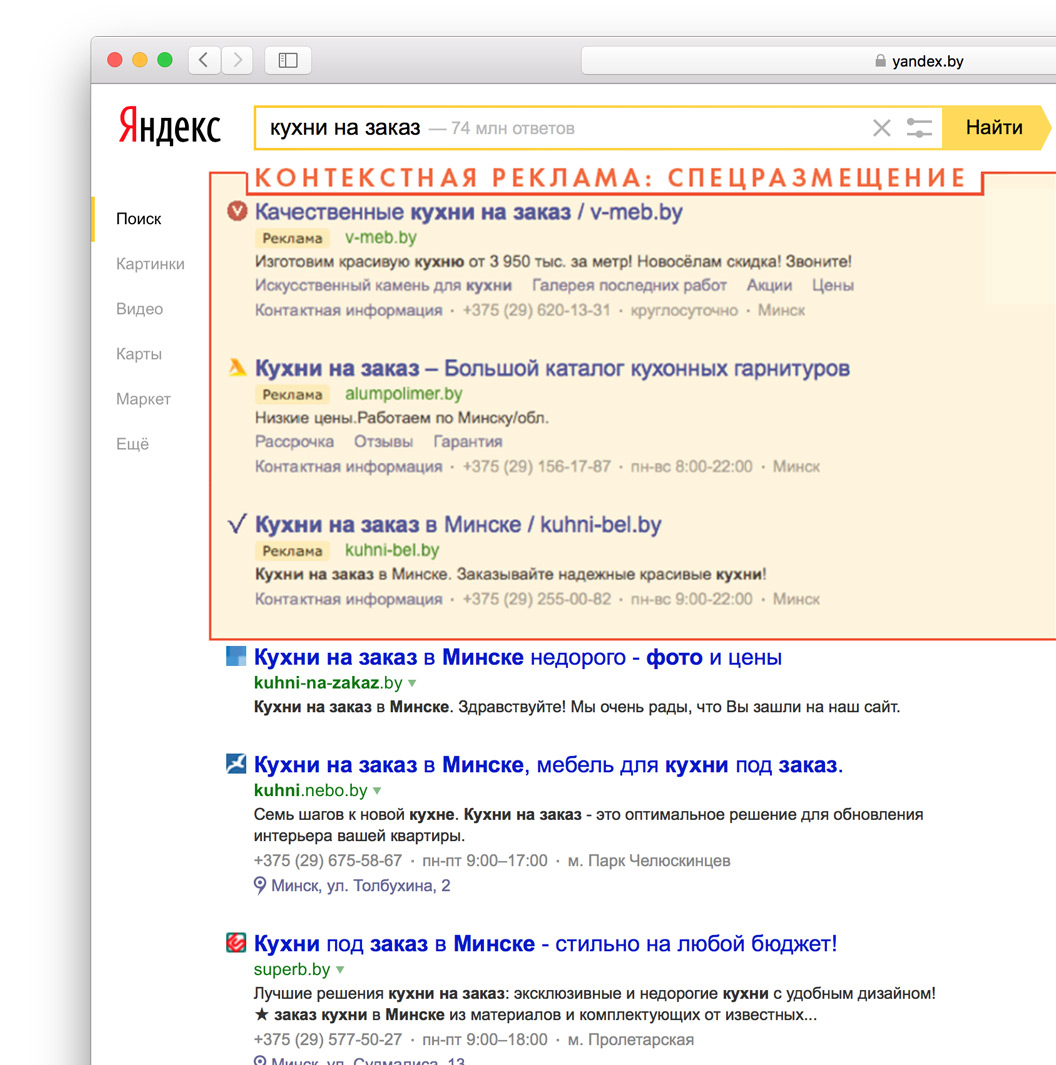 yandex.by
Яндекс
кухни на заказ — 74 млн ответов
Найти
КОНТЕКСТНАЯ РЕКЛАМА: СПЕЦРАЗМЕЩЕНИЕ
Поиск
Картинки
Видео
Карты
Маркет
Ещё
Качественные кухни на заказ / v-meb.by
Реклама v-meb.by
Изготовим красивую кухню от 3 950 тыс. за метр! Новосёлам скидка! Звоните!
Искусственный камень для кухни Галерея последних работ Акции Цены
Контактная информация · +375 (29) 620-13-31 · круглосуточно · Минск
Кухни на заказ – Большой каталог кухонных гарнитуров
Реклама alumpolimer.by
Низкие цены.Работаем по Минску/обл.
Рассрочка Отзывы Гарантия
Контактная информация · +375 (29) 156-17-87 · пн-вс 8:00-22:00 · Минск
Кухни на заказ в Минске / kuhni-bel.by
Реклама kuhni-bel.by
Кухни на заказ в Минске. Заказывайте надежные красивые кухни!
Контактная информация · +375 (29) 255-00-82 · пн-вс 9:00-22:00 · Минск
Кухни на заказ в Минске недорого - фото и цены
kuhni-na-zakaz.by
Кухни на заказ в Минске. Здравствуйте! Мы очень рады, что Вы зашли на наш сайт.
Кухни на заказ в Минске, мебель для кухни под заказ.
kuhni.nebo.by
Семь шагов к новой кухне. Кухни на заказ - это оптимальное решение для обновления
интерьера вашей квартиры.
+375 (29) 675-58-67 · пн-пт 9:00–17:00 · м. Парк Челюскинцев
Минск, ул. Толбухина, 2
Кухни под заказ в Минске - стильно на любой бюджет!
superb.by
Лучшие решения кухни на заказ: эксклюзивные и недорогие кухни с удобным дизайном!
★ заказ кухни в Минске из материалов и комплектующих от известных...
+375 (29) 577-50-27 · пн-пт 9:00–18:00 · м. Пролетарская
Минск, ул. Судмалиса, 13